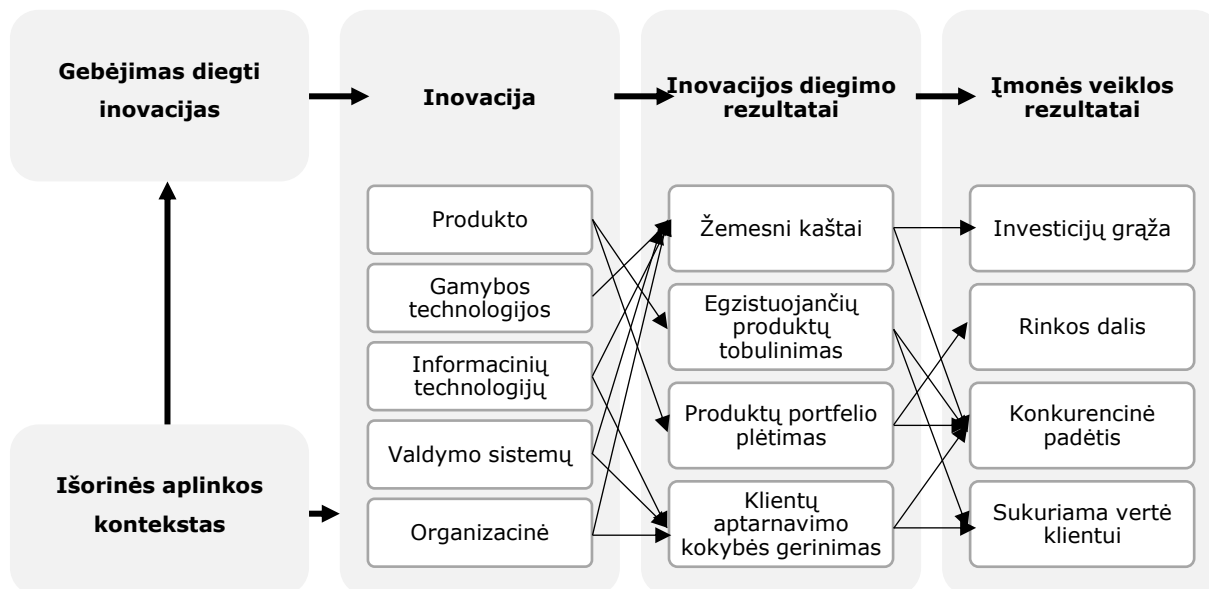 Gebėjimas diegti
inovacijas
Išorinės aplinkos
kontekstas
Inovacija
Produkto
Gamybos
technologijos
Informacinių
technologijų
Valdymo sistemų
Organizacinė
Inovacijos diegimo
rezultatai
Žemesni kaštai
Egzistuojančių
produktų
tobulinimas
Produktų portfelio
plėtimas
Klientų
aptarnavimo
kokybės gerinimas
Įmonės veiklos
rezultatai
Investicijų grąža
Rinkos dalis
Konkurencinė
padėtis
Sukuriama vertė
klientui